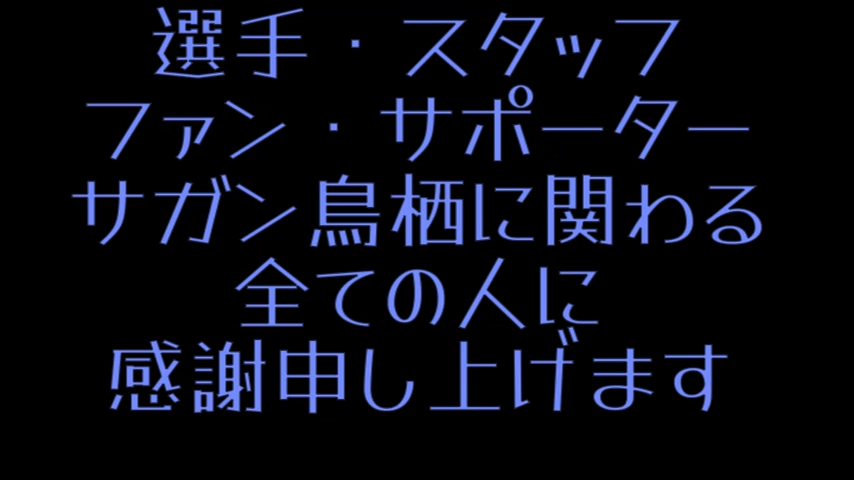 選手・スタッフ
ファン・サポーター
サガン鳥栖に関わる
全ての人に
感謝申し上げます